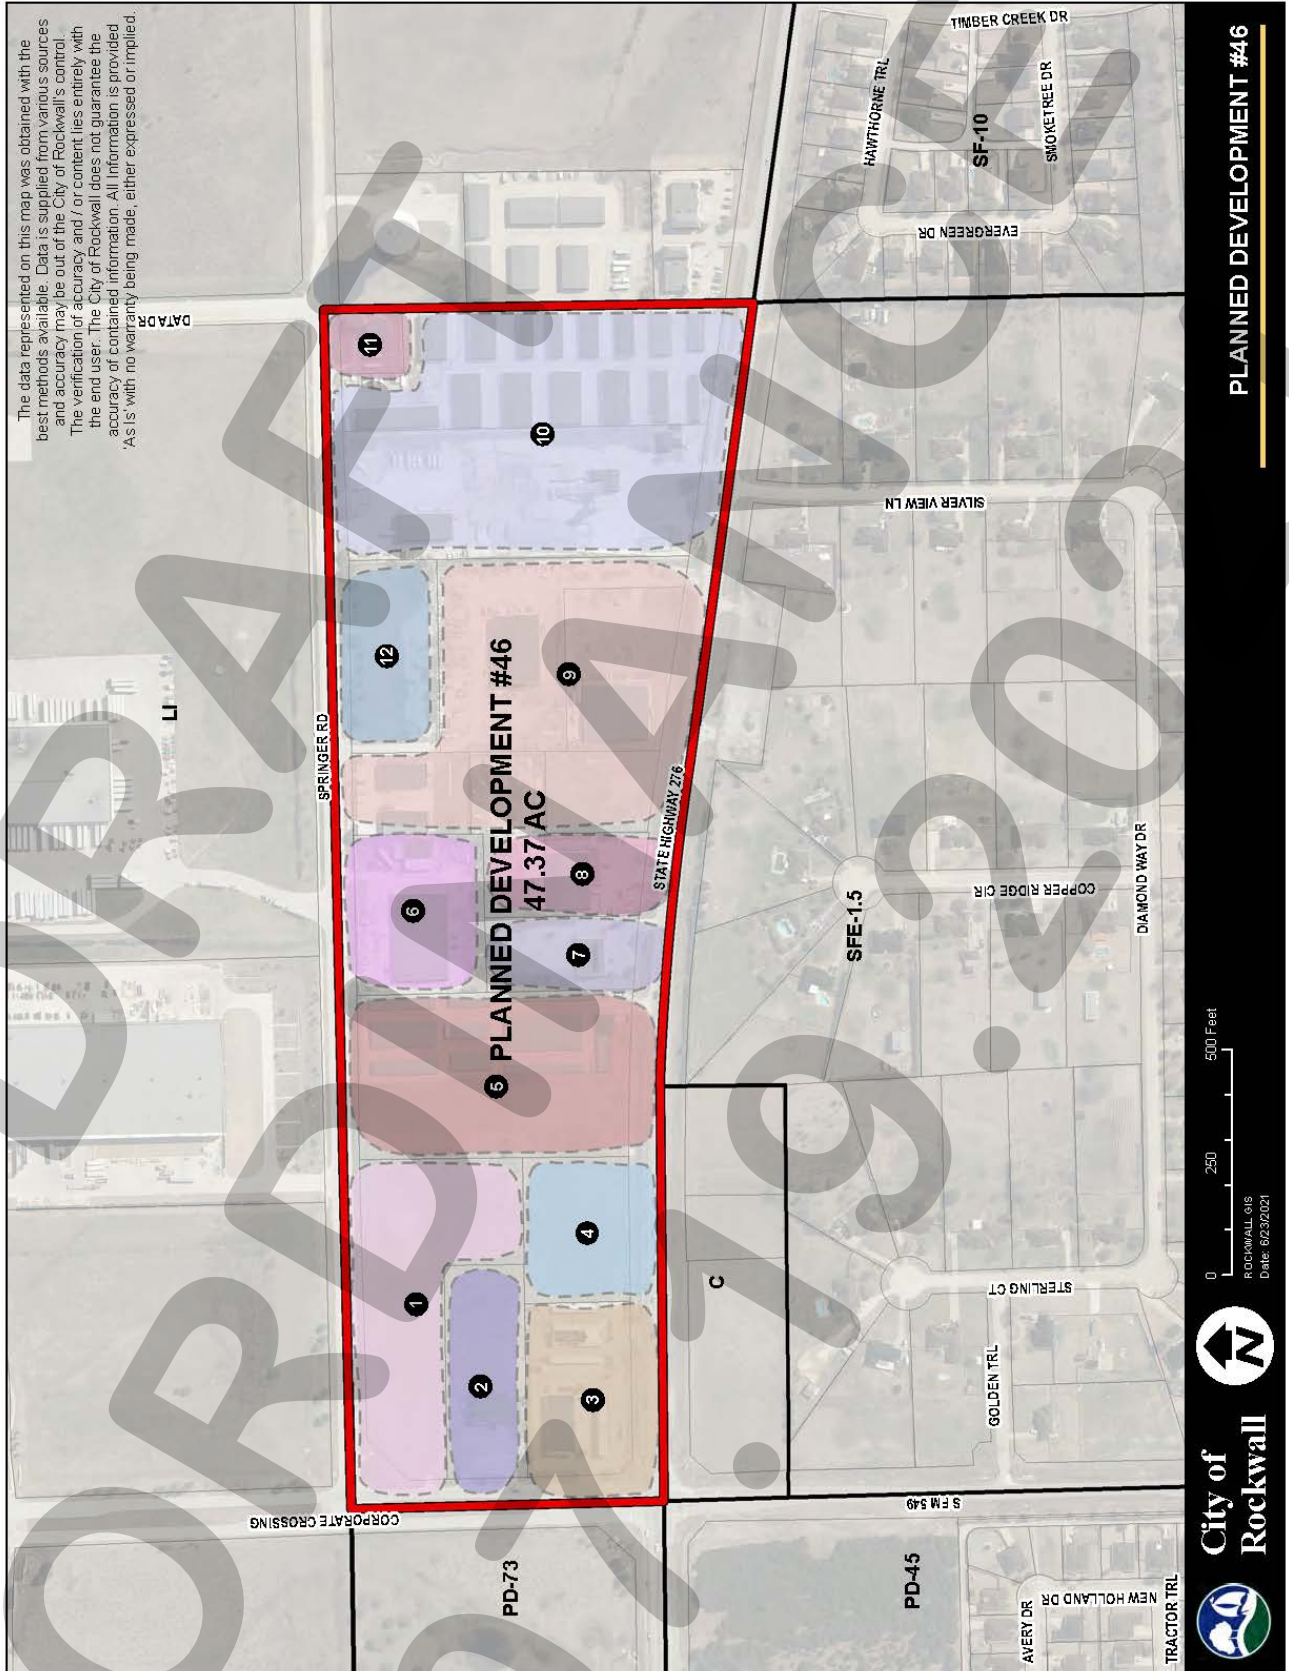 The data represented on this map was obtained with the
best methods available. Data is supplied from various sources
and accuracy may be out of the City of Rockwall's control.
The verification of accuracy and / or content lies entirely with
the end user. The City of Rockwall does not guarantee the
accuracy of contained information. All Information is provided
'As Is' with no warranty being made, either expressed or implied.
DRAFT
ORDINANCE
LI
DATA DR
SPRINGER RD
CORPORATE CROSSING
1
2
3
4
5
6
7
8
9
10
11
12
PLANNED DEVELOPMENT #46
47.37 AC
STATE HIGHWAY 276
PD-73
PD-45
C
SFE-1.5
SF-10
TIMBER CREEK DR
HAWTHORNE TRL
SMOKETREE DR
EVERGREEN DR
SILVER VIEW LN
COPPER RIDGE CIR
DIAMOND WAY DR
STERLING CT
GOLDEN TRL
S FM 549
AVERY DR
NEW HOLLAND DR
TRACTOR TRL
City of
Rockwall
N
0 250 500 Feet
ROCKWALL GIS
Date: 6/23/2021
PLANNED DEVELOPMENT #46